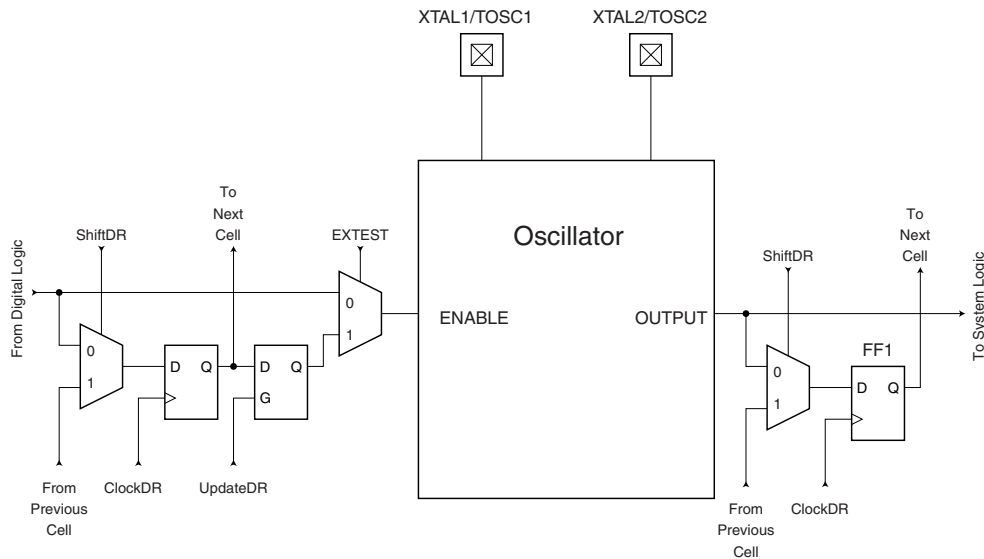 XTAL1/TOSC1
XTAL2/TOSC2
To
Next
Cell
ShiftDR
EXTEST
From Digital Logic
0
1
D Q
D Q
G
0
1
From
Previous
Cell
ClockDR
UpdateDR
Oscillator
ENABLE
OUTPUT
To
Next
Cell
ShiftDR
To System Logic
FF1
0
1
D Q
From
Previous
Cell
ClockDR